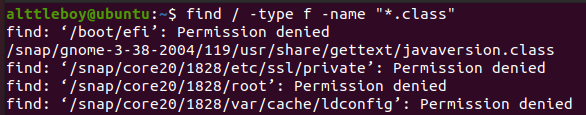 alttleboy@ubuntu:~$ find / -type f -name "*.class"
find: ‘/boot/efi’: Permission denied
/snap/gnome-3-38-2004/119/usr/share/gettext/javaversion.class
find: ‘/snap/core20/1828/etc/ssl/private’: Permission denied
find: ‘/snap/core20/1828/root’: Permission denied
find: ‘/snap/core20/1828/var/cache/ldconfig’: Permission denied